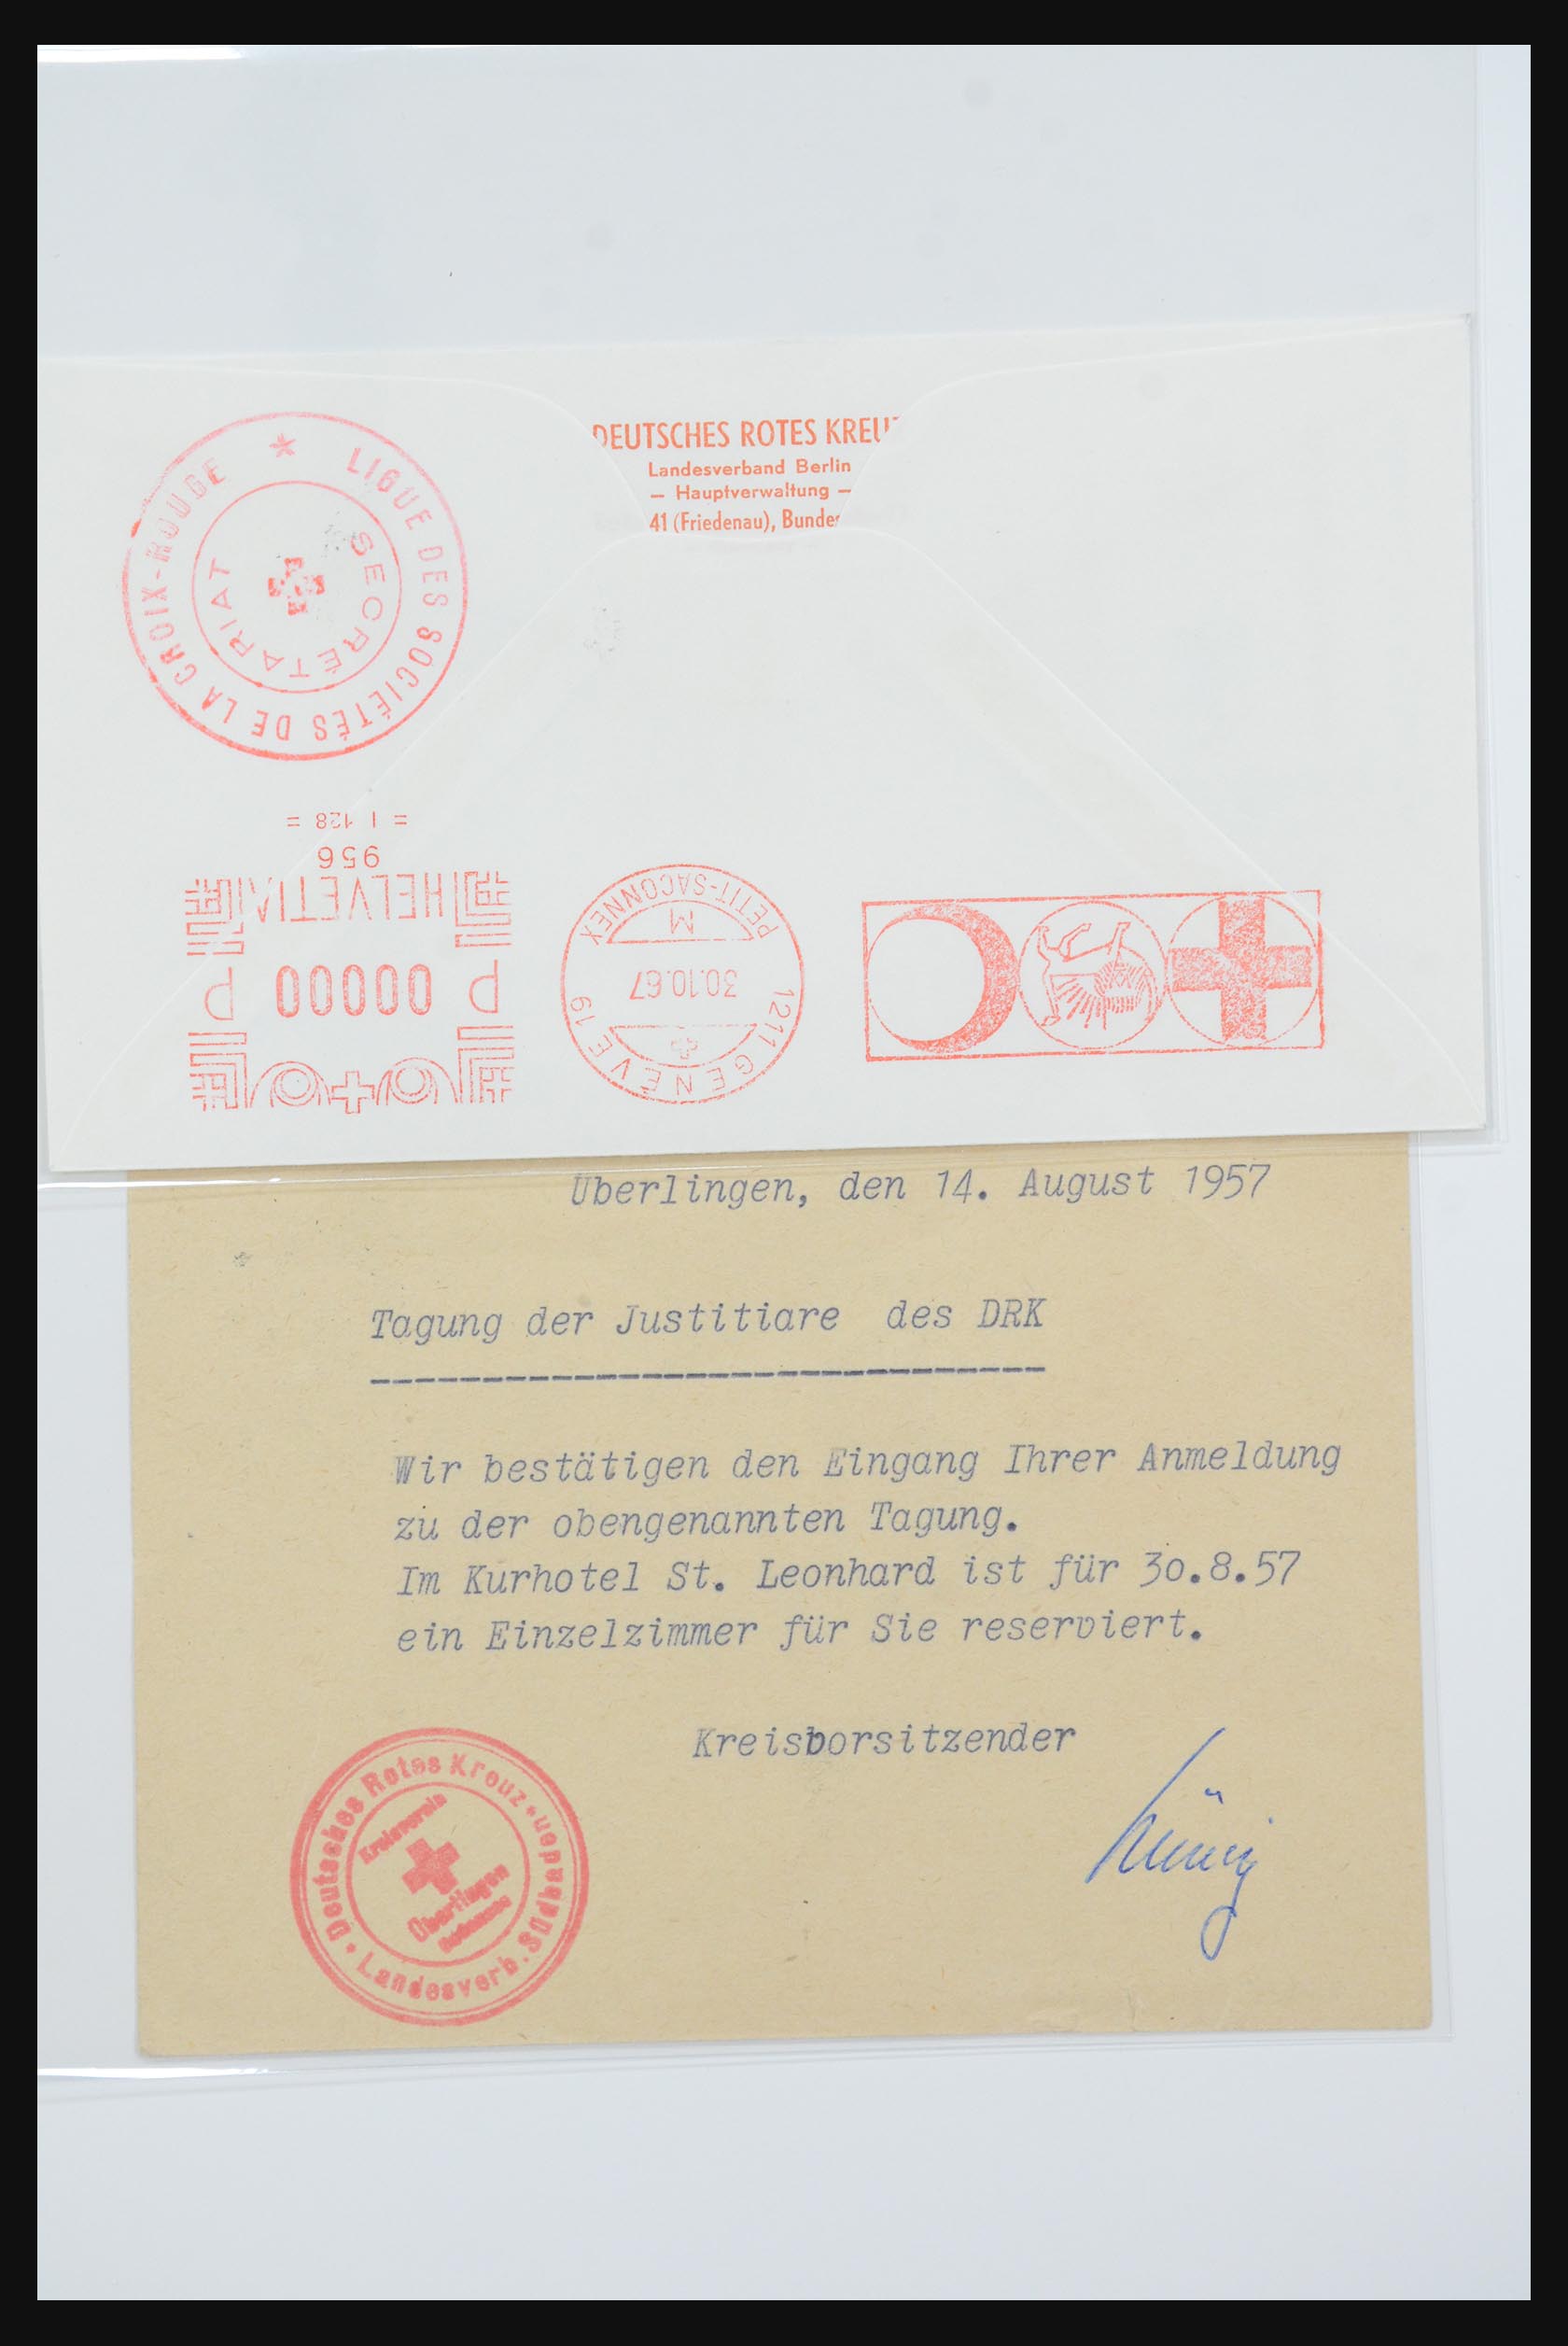 DEUTSCHES ROTES KREU
Landesverband Berlin
— Hauptverwaltung —
41 (Friedenau), Bunde
* LIGUE DES SOCIÉTÉS DE LA CROIX-ROUGE
SECRÉTARIAT
= I 128 =
956
HELVETIA
P 00000 P
1211 GENÈVE 19
30.10.67
M
PETIT-SACONNEX
Überlingen, den 14. August 1957
Tagung der Justitiare des DRK
Wir bestätigen den Eingang Ihrer Anmeldung
zu der obengenannten Tagung.
Im Kurhotel St. Leonhard ist für 30.8.57
ein Einzelzimmer für Sie reserviert.
Kreisvorsitzender
Deutsches Rotes Kreuz
Landesverb. Südbaden
Kreisverein
Überlingen